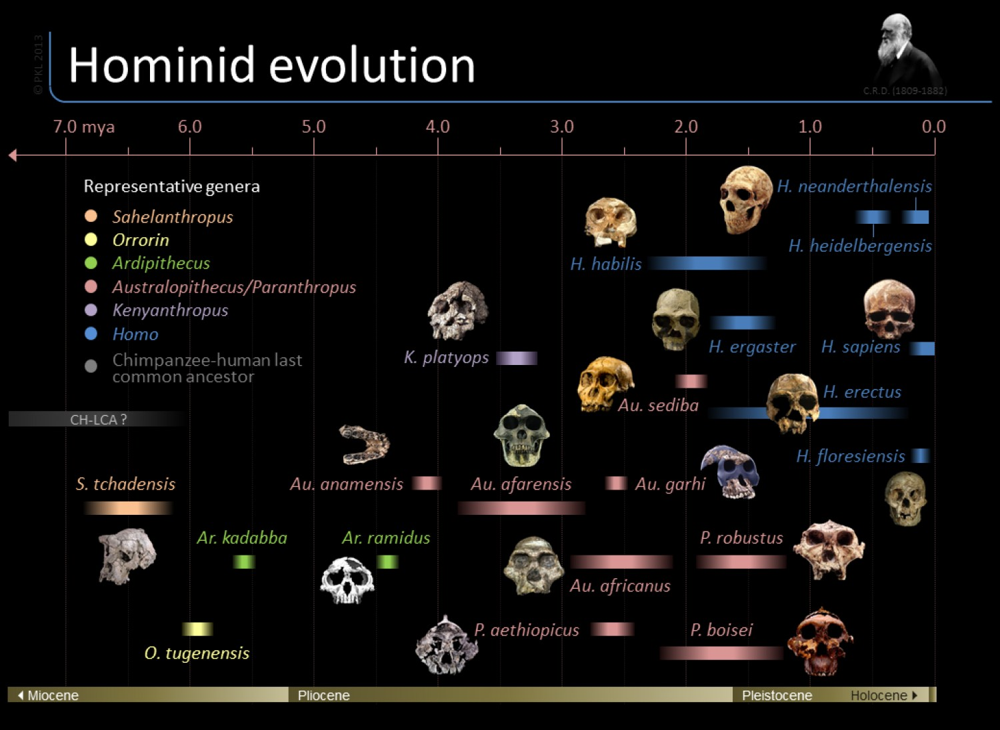 © PKL 2013
Hominid evolution
C.R.D. (1809-1882)
7.0 mya 6.0 5.0 4.0 3.0 2.0 1.0 0.0
Representative genera
Sahelanthropus
Orrorin
Ardipithecus
Australopithecus/Paranthropus
Kenyanthropus
Homo
Chimpanzee-human last
common ancestor
H. neanderthalensis
H. heidelbergensis
H. habilis
K. platyops
H. ergaster
H. sapiens
Au. sediba
H. erectus
CH-LCA ?
H. floresiensis
S. tchadensis
Au. anamensis
Au. afarensis
Au. garhi
Ar. kadabba
Ar. ramidus
P. robustus
Au. africanus
P. aethiopicus
P. boisei
O. tugenensis
Miocene
Pliocene
Pleistocene
Holocene